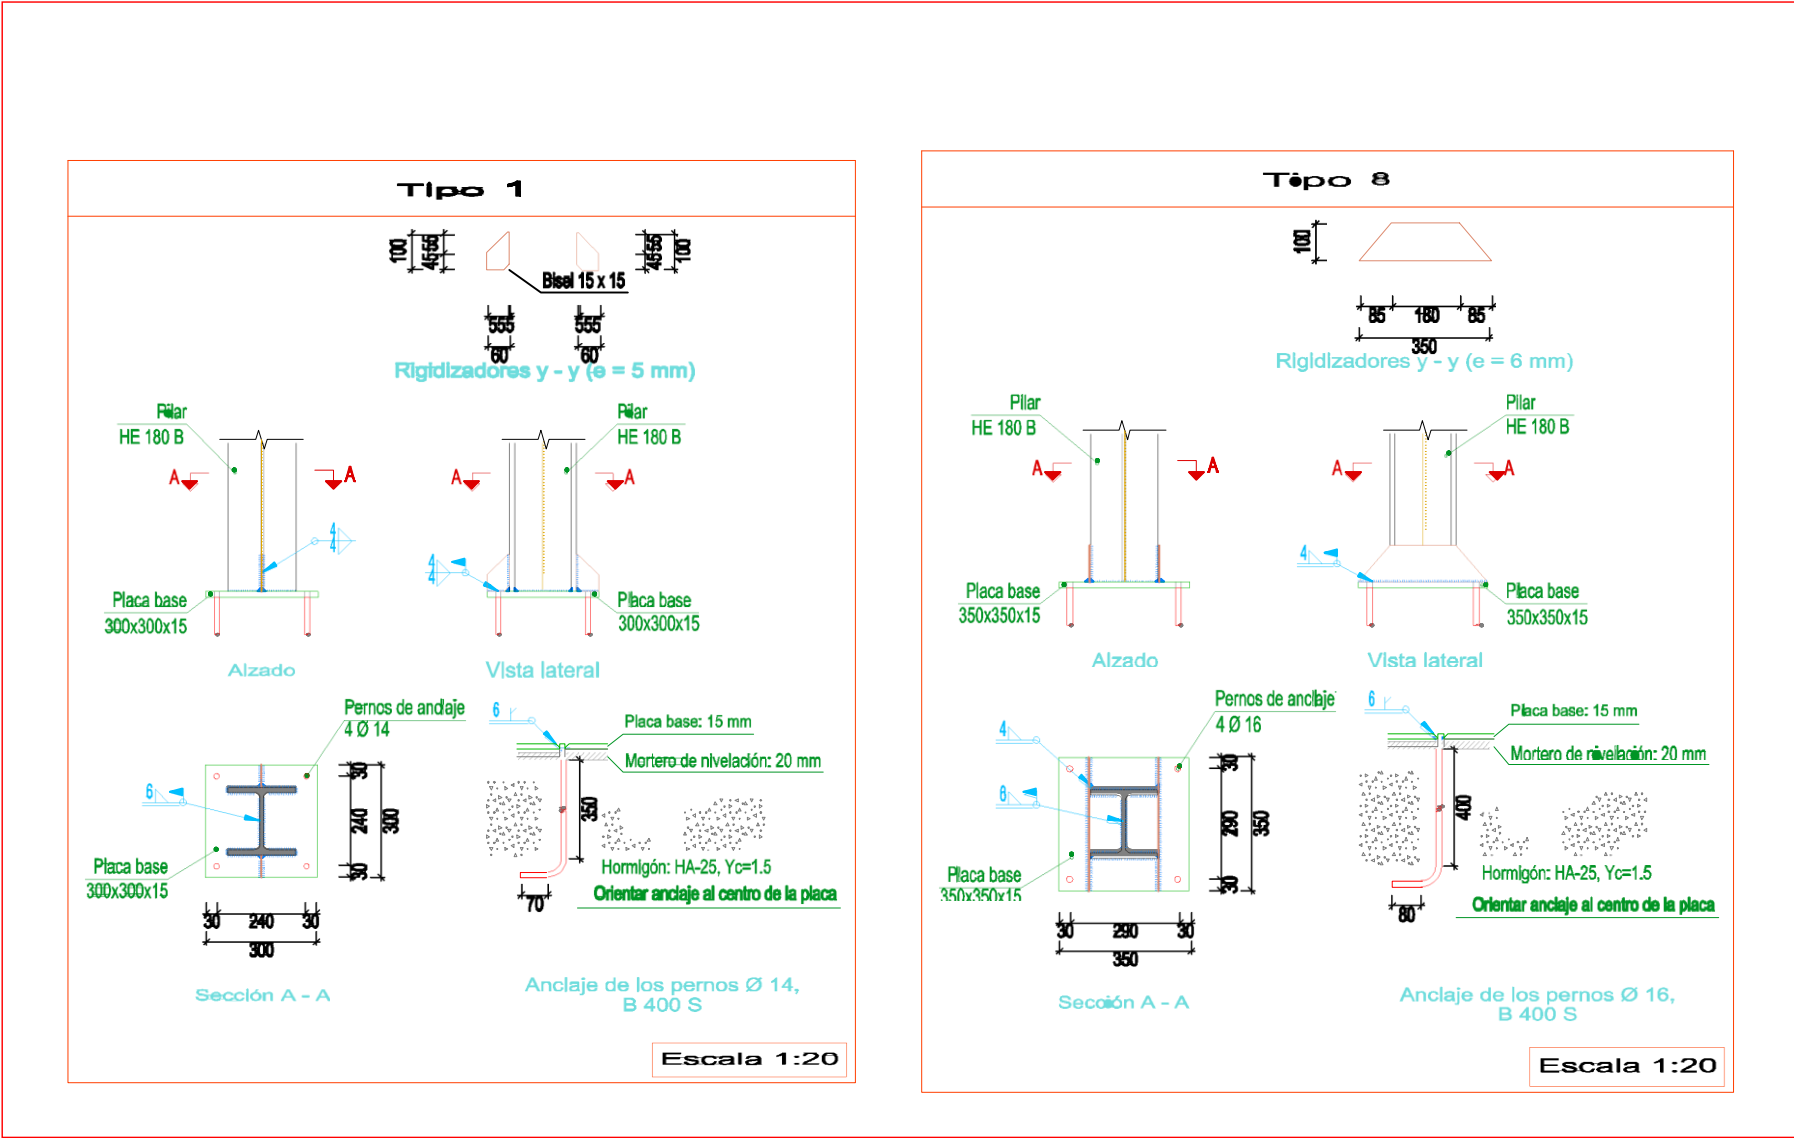 Tipo 1
100
45
55
45
55
100
Bisel 15 x 15
5
55
5
55
60
60
Rigidizadores y - y (e = 5 mm)
Pilar
HE 180 B
Pilar
HE 180 B
A
A
A
A
4
4
4
4
Placa base
300x300x15
Placa base
300x300x15
Alzado
Vista lateral
Pernos de anclaje
4 Ø 14
6
Placa base: 15 mm
Mortero de nivelación: 20 mm
6
30
240
300
30
350
Placa base
300x300x15
Hormigón: HA-25, Yc=1.5
Orientar anclaje al centro de la placa
70
30
240
30
300
Sección A - A
Anclaje de los pernos Ø 14,
B 400 S
Escala 1:20
Tipo 8
100
85
180
85
350
Rigidizadores y - y (e = 6 mm)
Pilar
HE 180 B
Pilar
HE 180 B
A
A
A
A
4
Placa base
350x350x15
Placa base
350x350x15
Alzado
Vista lateral
Pernos de anclaje
4 Ø 16
6
Placa base: 15 mm
Mortero de nivelación: 20 mm
4
30
290
350
30
400
Placa base
350x350x15
Hormigón: HA-25, Yc=1.5
Orientar anclaje al centro de la placa
80
30
290
30
350
Sección A - A
Anclaje de los pernos Ø 16,
B 400 S
Escala 1:20